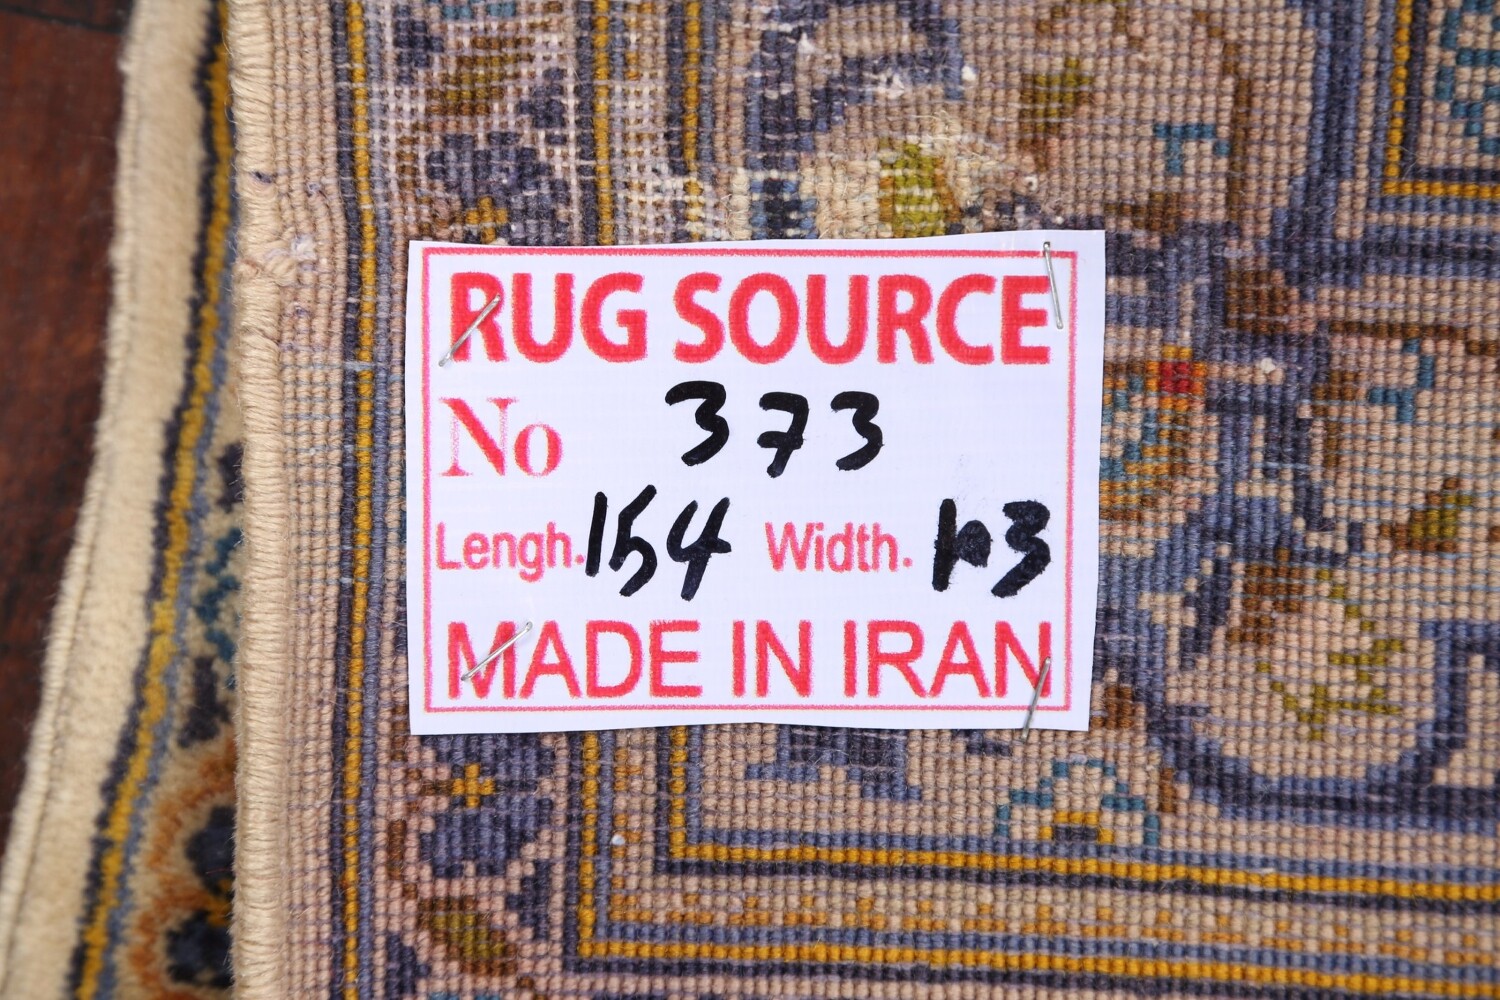 RUG SOURCE
No 373
Lengh. 154 Width. 103
MADE IN IRAN